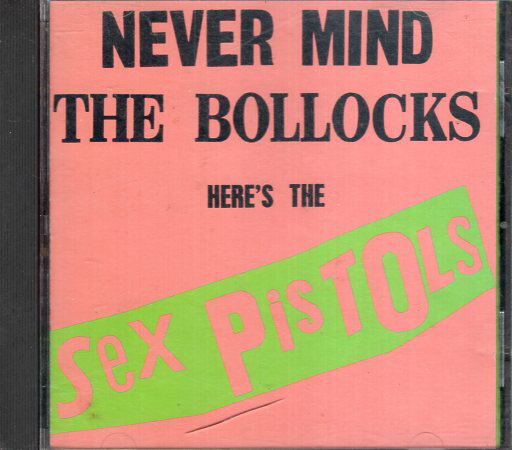 NEVER MIND
THE BOLLOCKS
HERE'S THE
Sex PiSTOLS